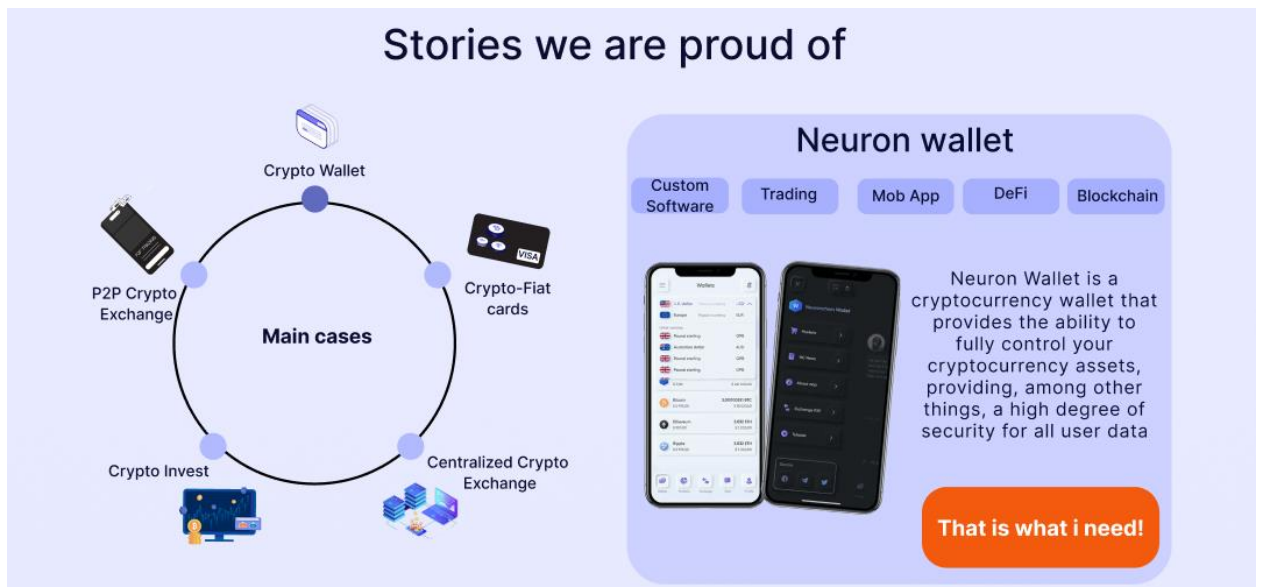 Stories we are proud of
Crypto Wallet
P2P Crypto
Exchange
VISA
Crypto-Fiat
cards
Main cases
Crypto Invest
Centralized Crypto
Exchange
Neuron wallet
Custom
Software
Trading
Mob App
DeFi
Blockchain
Wallets
Neuron Wallet is a
cryptocurrency wallet that
provides the ability to
fully control your
cryptocurrency assets,
providing, among other
things, a high degree of
security for all user data
That is what i need!